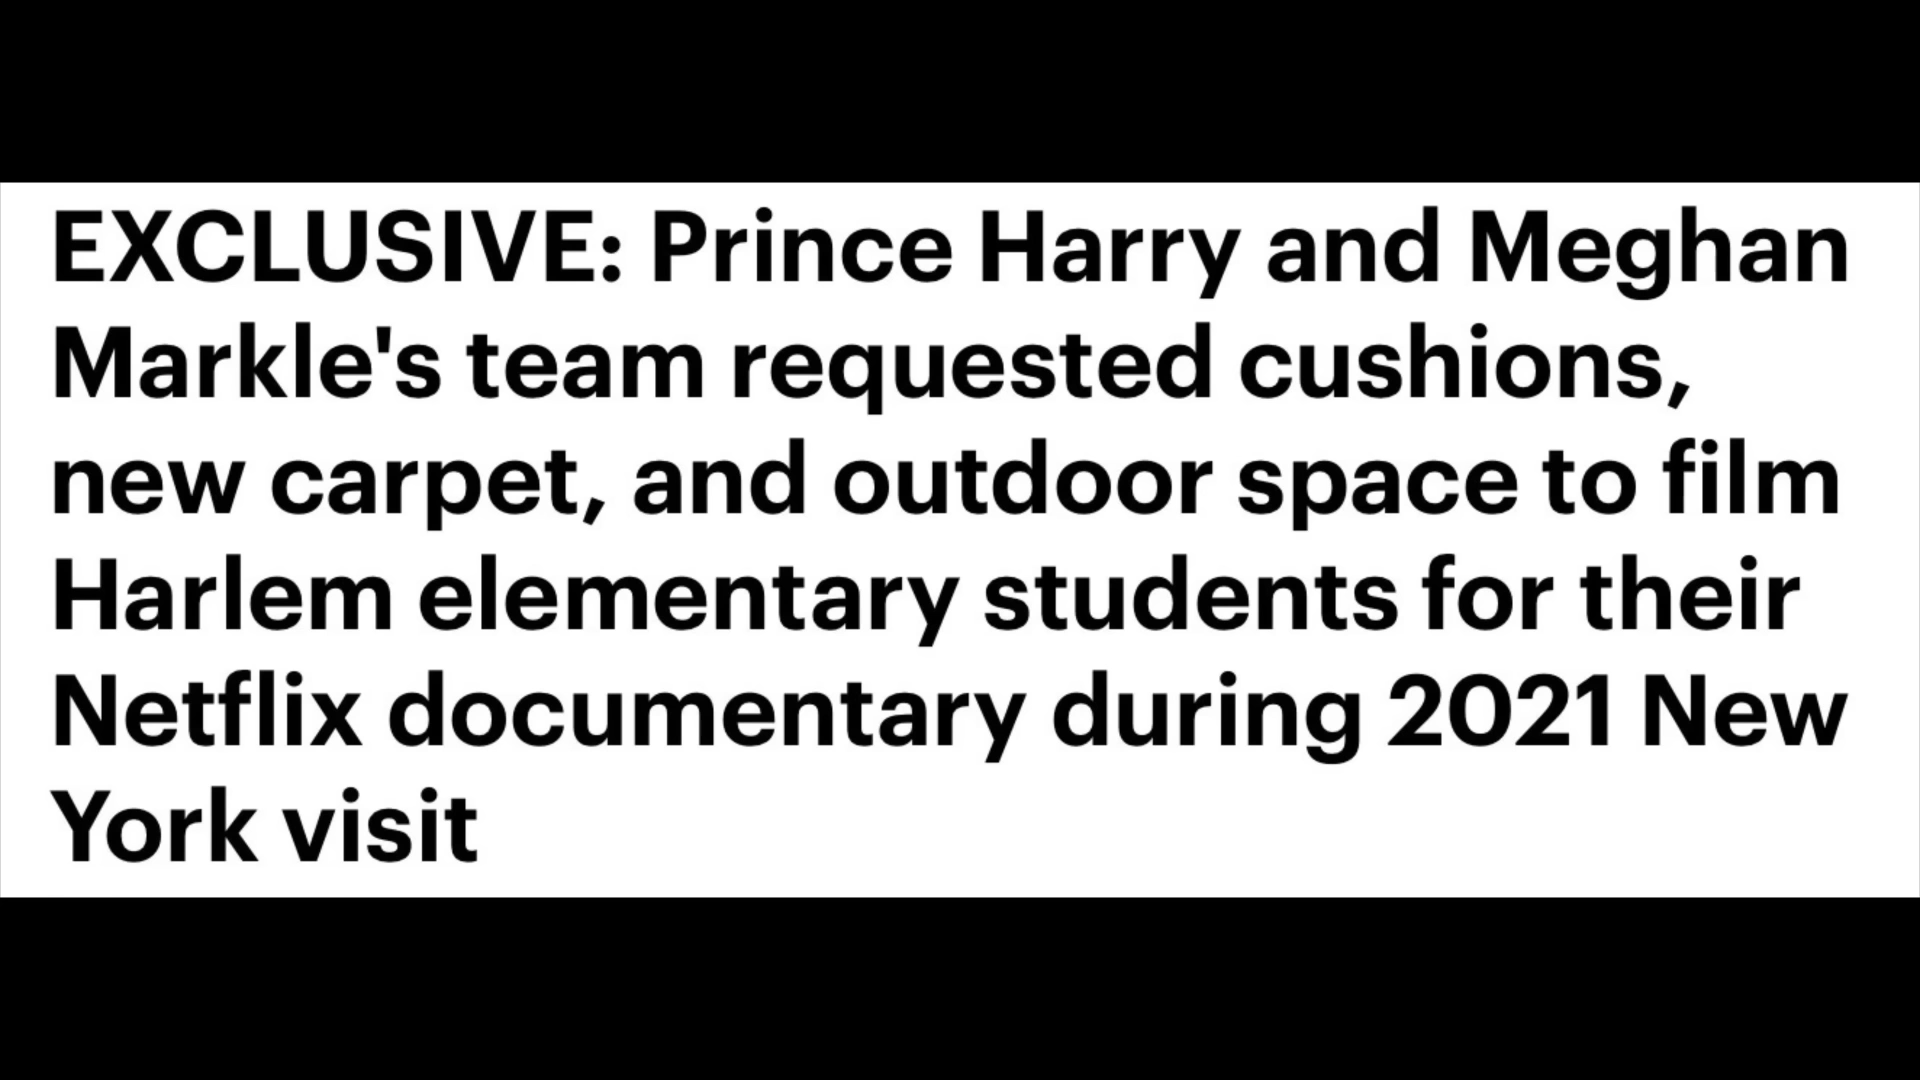 EXCLUSIVE: Prince Harry and Meghan
Markle's team requested cushions,
new carpet, and outdoor space to film
Harlem elementary students for their
Netflix documentary during 2021 New
York visit